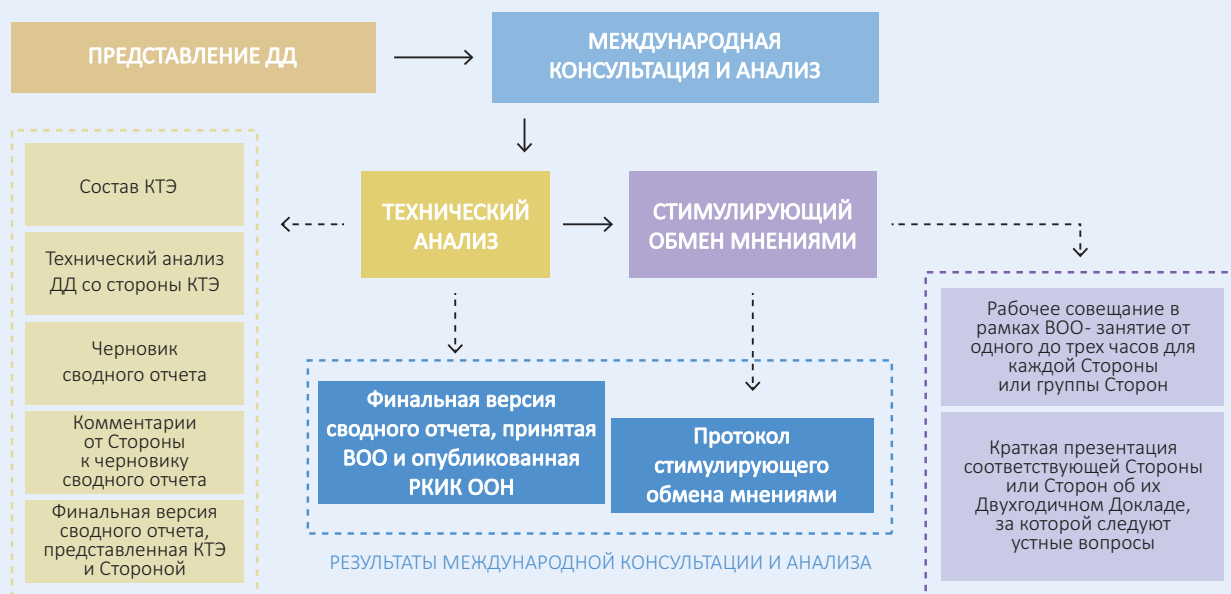 ПРЕДСТАВЛЕНИЕ ДД
МЕЖДУНАРОДНАЯ
КОНСУЛЬТАЦИЯ И АНАЛИЗ
Состав КТЭ
Технический анализ
ДД со стороны КТЭ
Черновик
сводного отчета
Комментарии
от Стороны
к черновику
сводного отчета
Финальная версия
сводного отчета,
представленная КТЭ
и Стороной
ТЕХНИЧЕСКИЙ
АНАЛИЗ
СТИМУЛИРУЮЩИЙ
ОБМЕН МНЕНИЯМИ
Финальная версия
сводного отчета, принятая
ВОО и опубликованная
РКИК ООН
Протокол
стимулирующего
обмена мнениями
РЕЗУЛЬТАТЫ МЕЖДУНАРОДНОЙ КОНСУЛЬТАЦИИ И АНАЛИЗА
Рабочее совещание в
рамках ВОО - занятие от
одного до трех часов для
каждой Стороны
или группы Сторон
Краткая презентация
соответствующей Стороны
или Сторон об их
Двухгодичном Докладе,
за которой следуют
устные вопросы